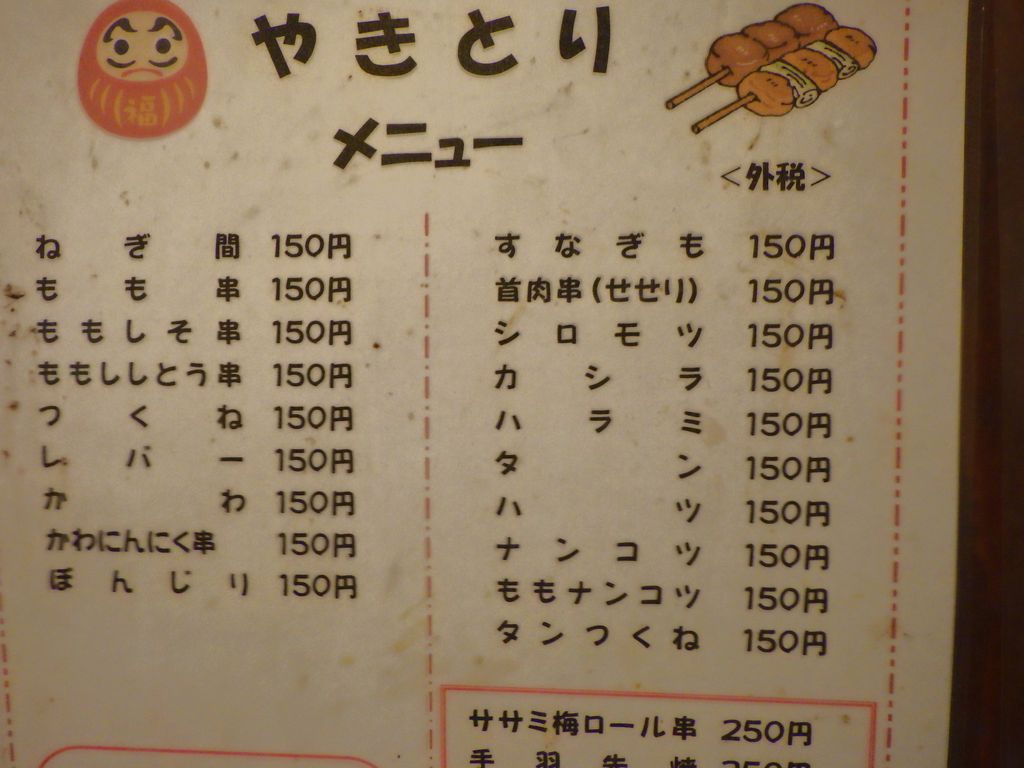 福
やきとり
メニュー
<外税>
ねぎ間 150円
もも串 150円
ももしそ串 150円
ももししとう串 150円
つくね 150円
レバー 150円
かわ 150円
かわにんにく串 150円
ぼんじり 150円
すなぎも 150円
首肉串(せせり) 150円
シロモツ 150円
カシラ 150円
ハラミ 150円
タン 150円
ハツ 150円
ナンコツ 150円
ももナンコツ 150円
タンつくね 150円
ササミ梅ロール串 250円
手羽先焼 250円